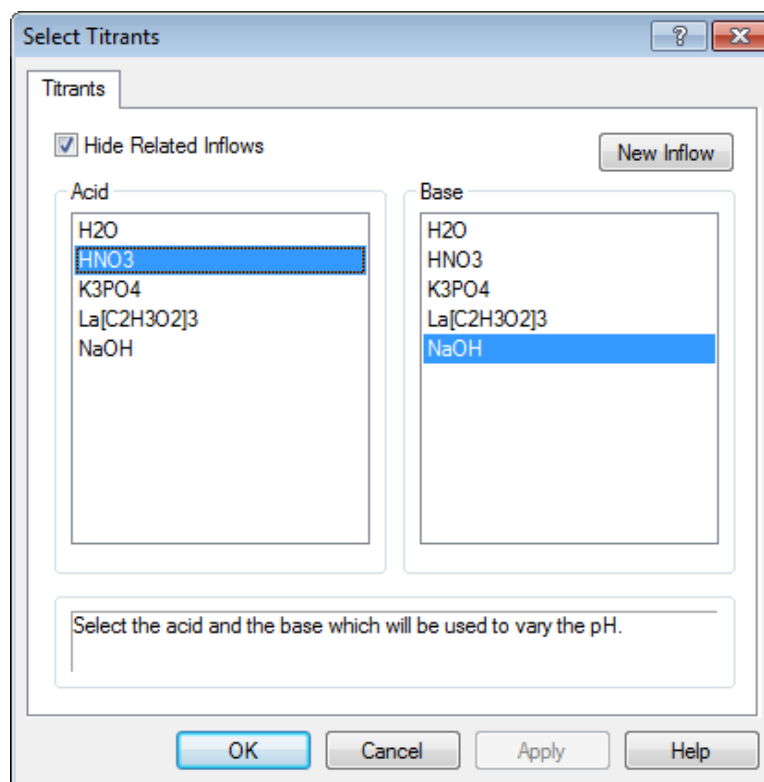 Select Titrants
Titrants
Hide Related Inflows
New Inflow
Acid
H2O
HNO3
K3PO4
La[C2H3O2]3
NaOH
Base
H2O
HNO3
K3PO4
La[C2H3O2]3
NaOH
Select the acid and the base which will be used to vary the pH.
OK
Cancel
Apply
Help